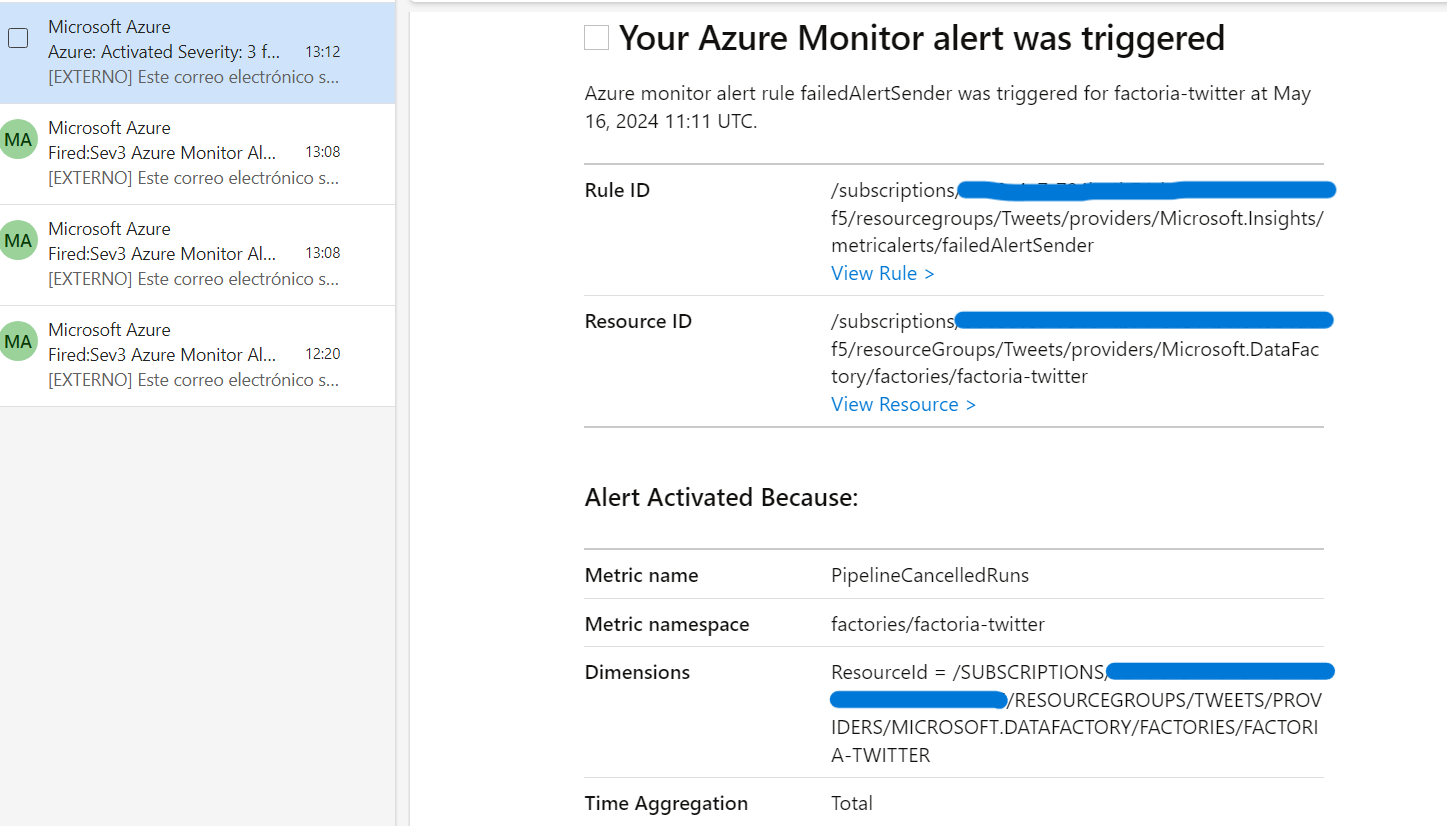 Microsoft Azure
Azure: Activated Severity: 3 f... 13:12
[EXTERNO] Este correo electrónico s...
MA
Microsoft Azure
Fired:Sev3 Azure Monitor Al... 13:08
[EXTERNO] Este correo electrónico s...
MA
Microsoft Azure
Fired:Sev3 Azure Monitor Al... 13:08
[EXTERNO] Este correo electrónico s...
MA
Microsoft Azure
Fired:Sev3 Azure Monitor Al... 12:20
[EXTERNO] Este correo electrónico s...
Your Azure Monitor alert was triggered
Azure monitor alert rule failedAlertSender was triggered for factoria-twitter at May
16, 2024 11:11 UTC.
Rule ID /subscriptions/
f5/resourcegroups/Tweets/providers/Microsoft.Insights/
metricalerts/failedAlertSender
View Rule >
Resource ID /subscriptions/
f5/resourceGroups/Tweets/providers/Microsoft.DataFac
tory/factories/factoria-twitter
View Resource >
Alert Activated Because:
Metric name PipelineCancelledRuns
Metric namespace factories/factoria-twitter
Dimensions ResourceId = /SUBSCRIPTIONS/
/RESOURCEGROUPS/TWEETS/PROV
IDERS/MICROSOFT.DATAFACTORY/FACTORIES/FACTORI
A-TWITTER
Time Aggregation Total